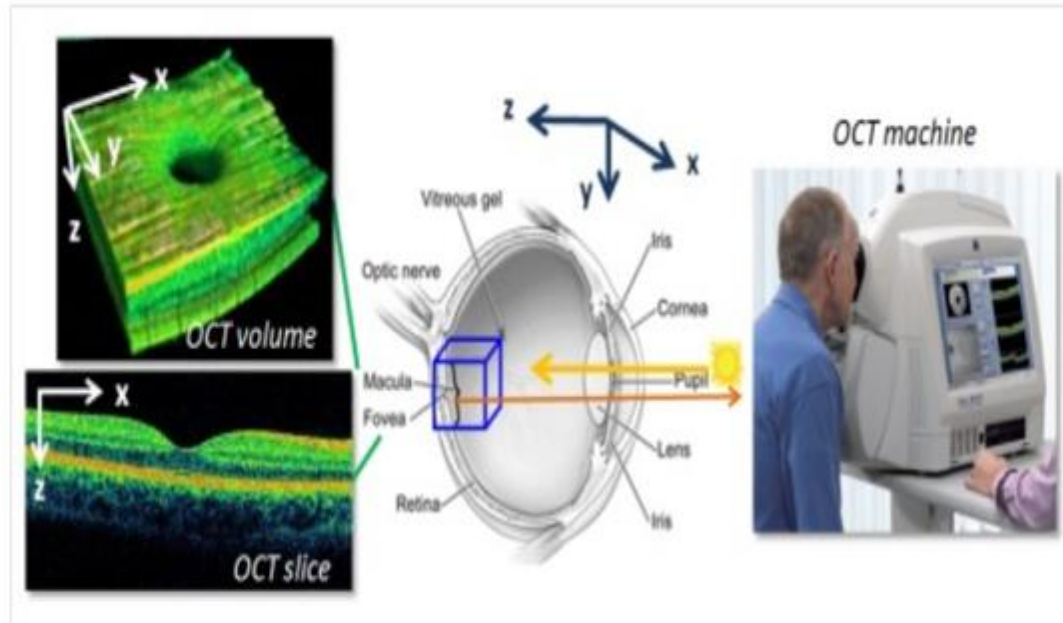 x
y
z
OCT volume
x
z
OCT slice
z
y
x
Vitreous gel
Optic nerve
Macula
Fovea
Retina
Iris
Cornea
Pupil
Lens
Iris
OCT machine